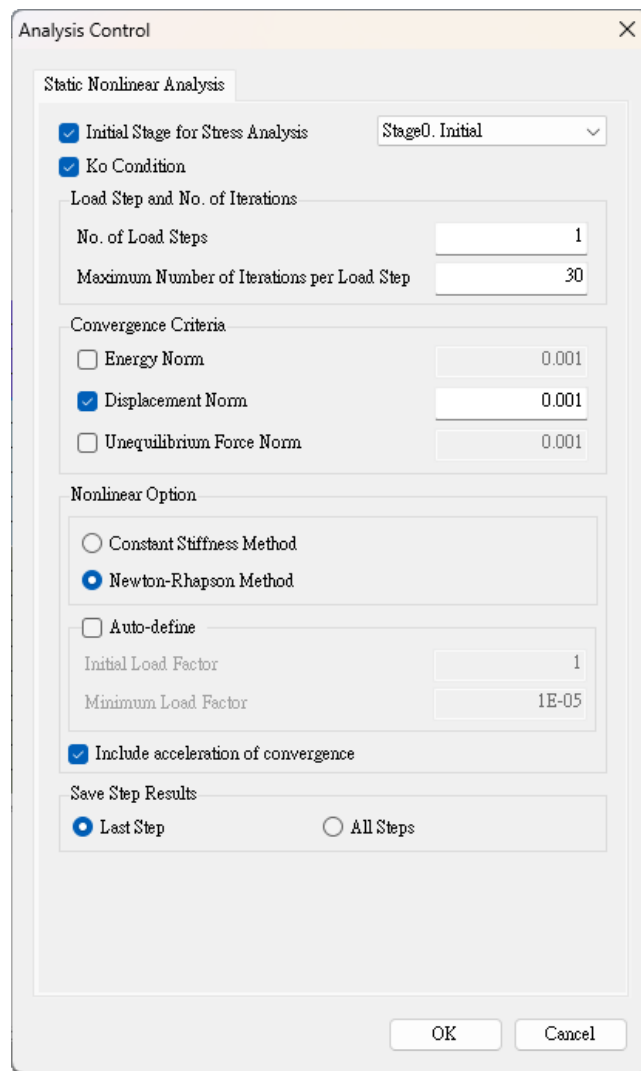 Analysis Control
Static Nonlinear Analysis
Initial Stage for Stress Analysis Stage0. Initial
Ko Condition
Load Step and No. of Iterations
No. of Load Steps 1
Maximum Number of Iterations per Load Step 30
Convergence Criteria
Energy Norm 0.001
Displacement Norm 0.001
Unequilibrium Force Norm 0.001
Nonlinear Option
Constant Stiffness Method
Newton-Rhapson Method
Auto-define
Initial Load Factor 1
Minimum Load Factor 1E-05
Include acceleration of convergence
Save Step Results
Last Step All Steps
OK Cancel